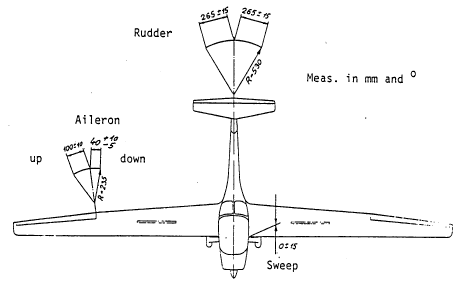 265±15 265±15
Rudder
R=530
Meas. in mm and °
Aileron
up 100±10 40 +10 -5 down
R=235
0±15
Sweep